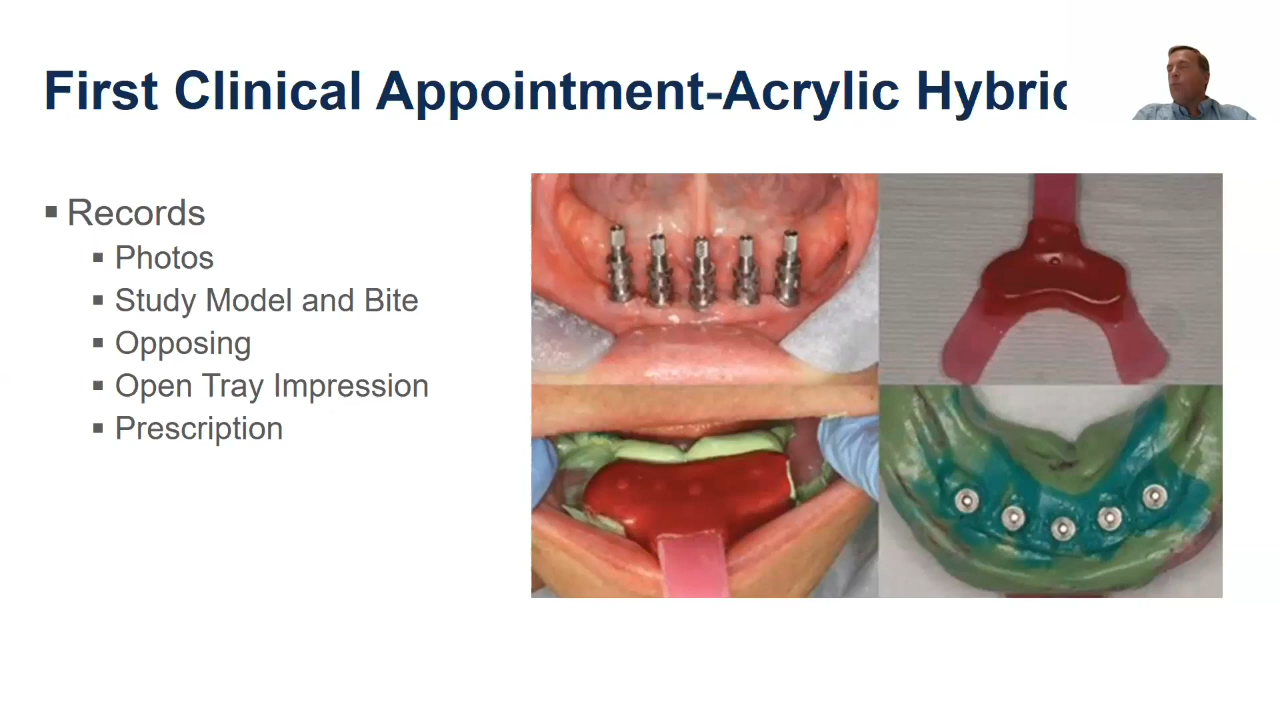 First Clinical Appointment-Acrylic Hybrid
▪ Records
▪ Photos
▪ Study Model and Bite
▪ Opposing
▪ Open Tray Impression
▪ Prescription